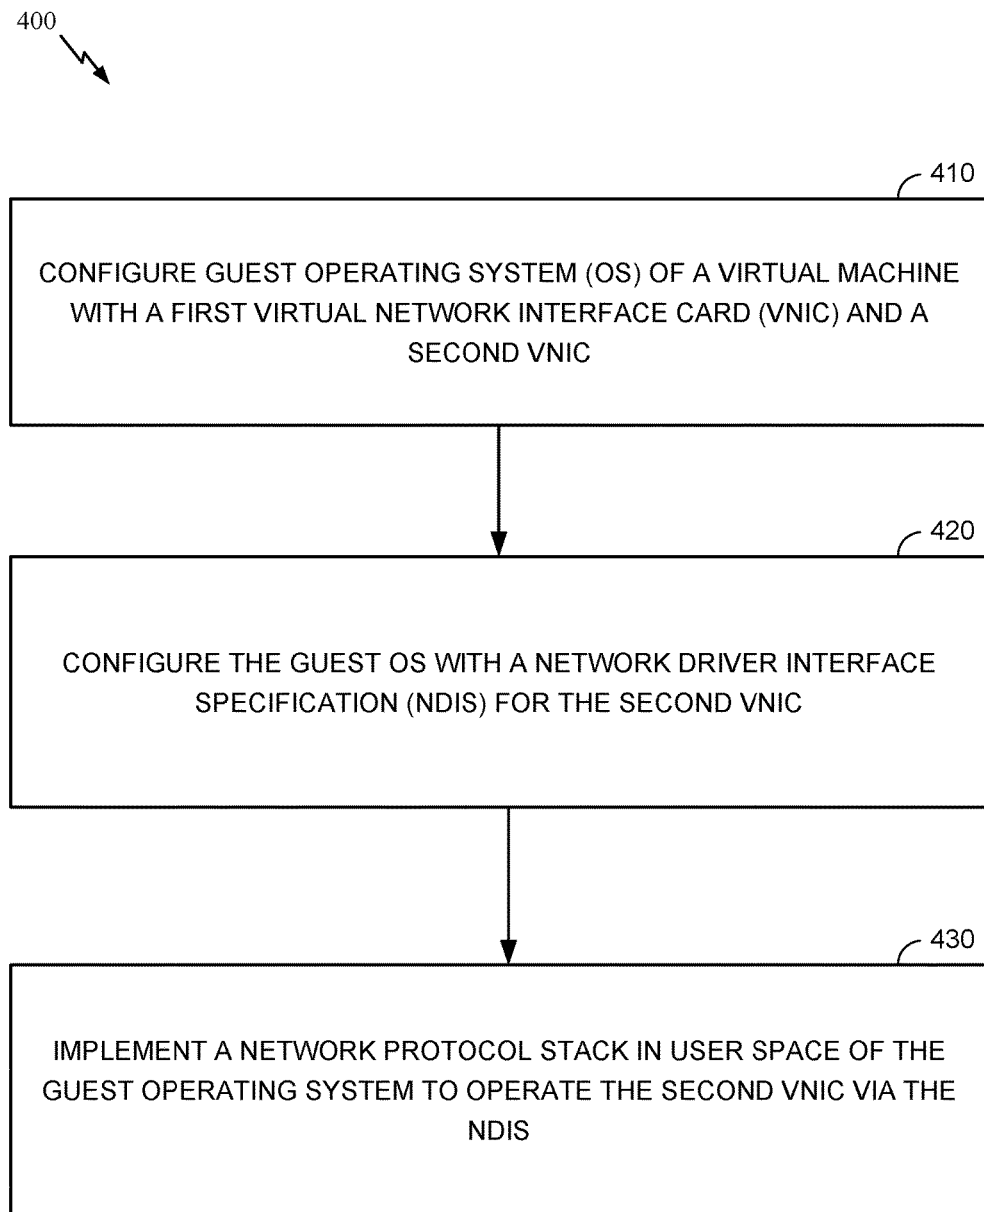 400
410
CONFIGURE GUEST OPERATING SYSTEM (OS) OF A VIRTUAL MACHINE
WITH A FIRST VIRTUAL NETWORK INTERFACE CARD (VNIC) AND A
SECOND VNIC
420
CONFIGURE THE GUEST OS WITH A NETWORK DRIVER INTERFACE
SPECIFICATION (NDIS) FOR THE SECOND VNIC
430
IMPLEMENT A NETWORK PROTOCOL STACK IN USER SPACE OF THE
GUEST OPERATING SYSTEM TO OPERATE THE SECOND VNIC VIA THE
NDIS